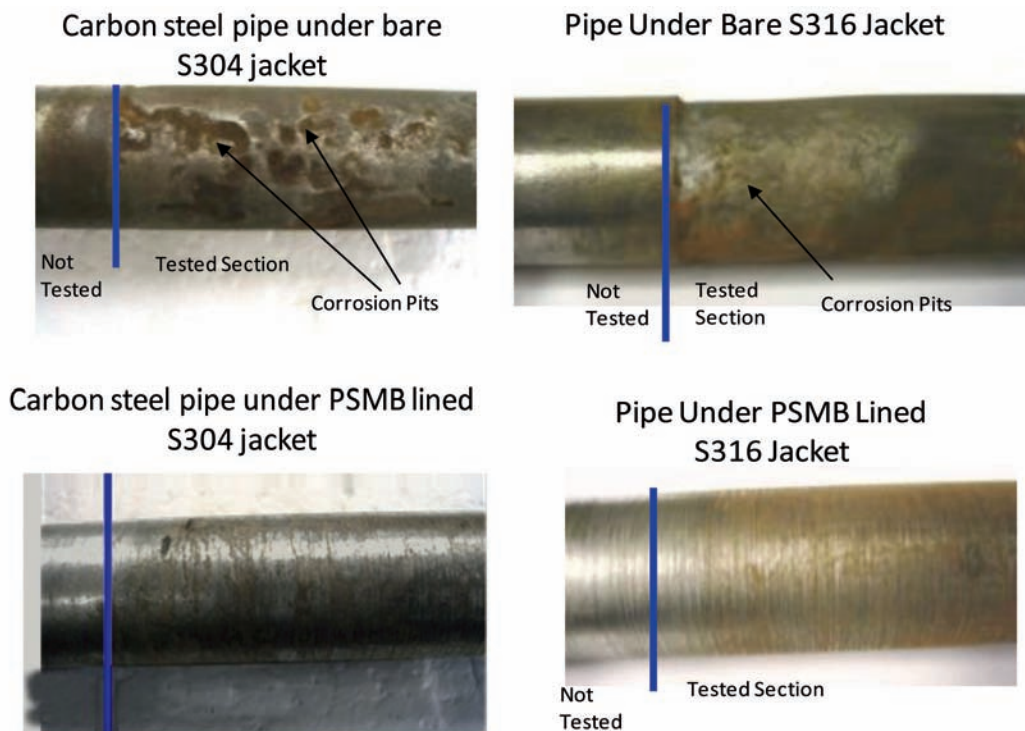 Carbon steel pipe under bare
S304 jacket
Not
Tested
Tested Section
Corrosion Pits
Pipe Under Bare S316 Jacket
Not
Tested
Tested
Section
Corrosion Pits
Carbon steel pipe under PSMB lined
S304 jacket
Pipe Under PSMB Lined
S316 Jacket
Not
Tested
Tested Section